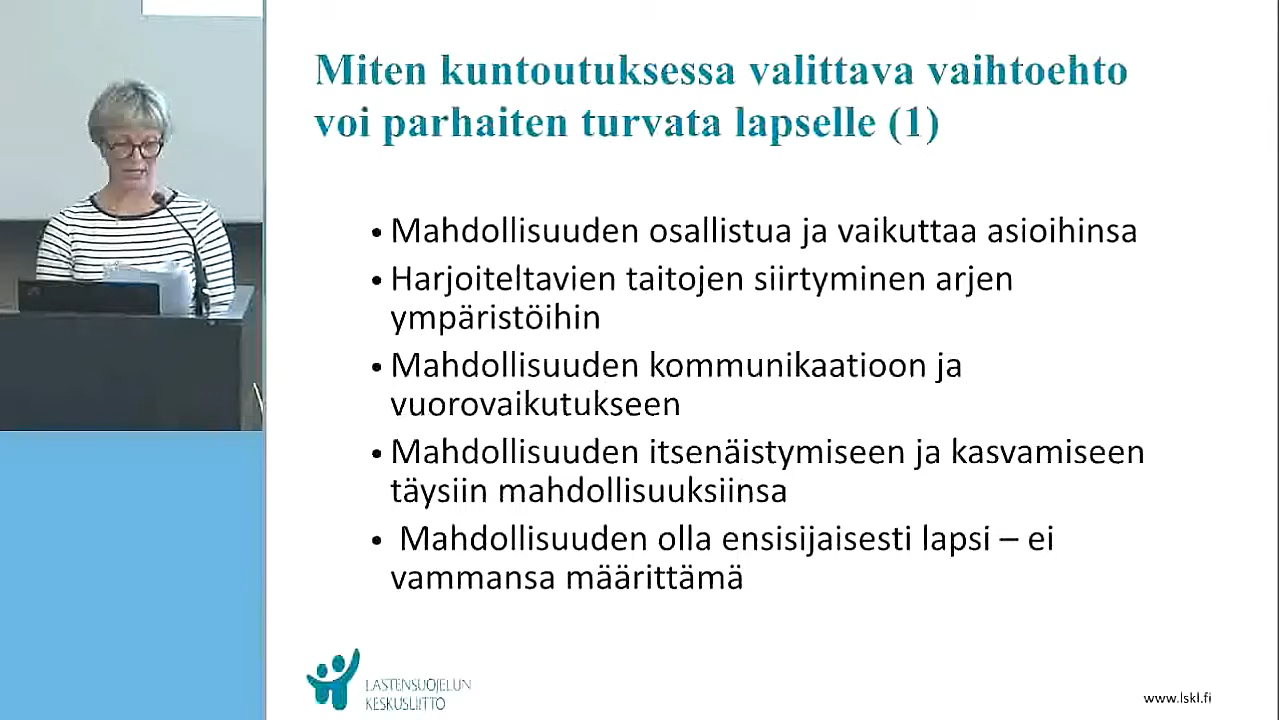 Miten kuntoutuksessa valittava vaihtoehto
voi parhaiten turvata lapselle (1)
• Mahdollisuuden osallistua ja vaikuttaa asioihinsa
• Harjoiteltavien taitojen siirtyminen arjen
ympäristöihin
• Mahdollisuuden kommunikaatioon ja
vuorovaikutukseen
• Mahdollisuuden itsenäistymiseen ja kasvamiseen
täysiin mahdollisuuksiinsa
• Mahdollisuuden olla ensisijaisesti lapsi – ei
vammansa määrittämä
LASTENSUOJELUN
KESKUSLIITTO
www.lskl.fi